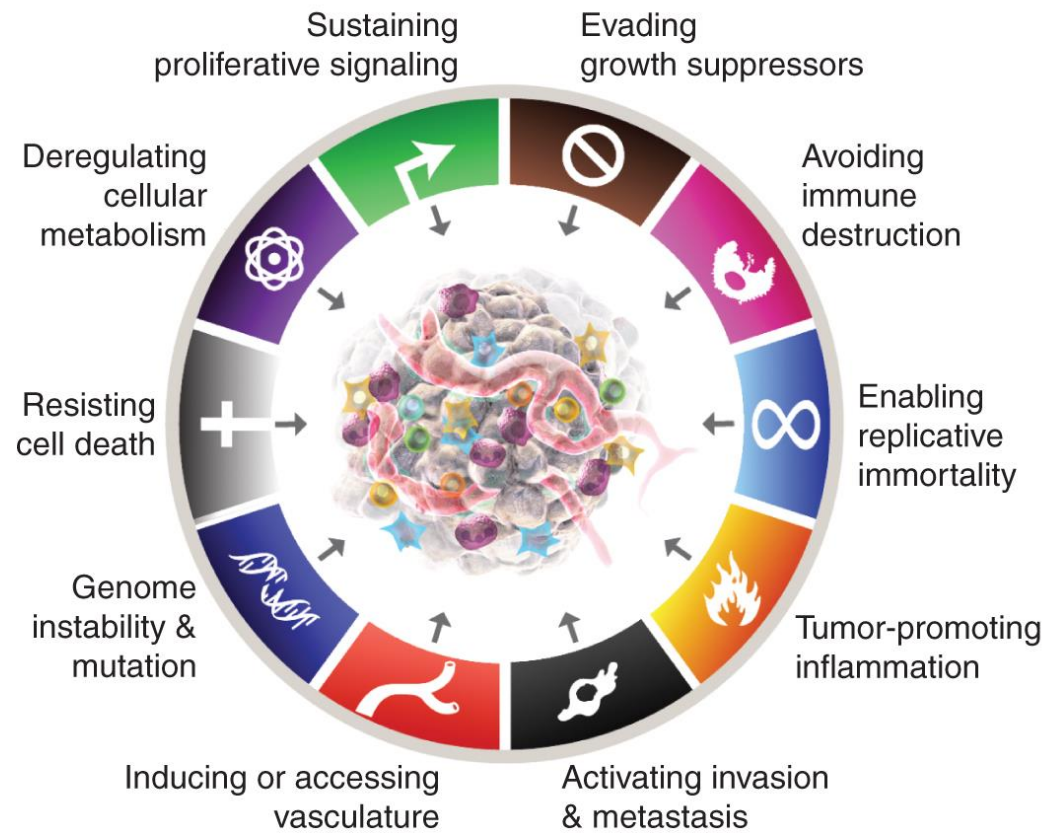 Sustaining
proliferative signaling
Evading
growth suppressors
Avoiding
immune
destruction
Enabling
replicative
immortality
Tumor-promoting
inflammation
Activating invasion
& metastasis
Inducing or accessing
vasculature
Genome
instability &
mutation
Resisting
cell death
Deregulating
cellular
metabolism